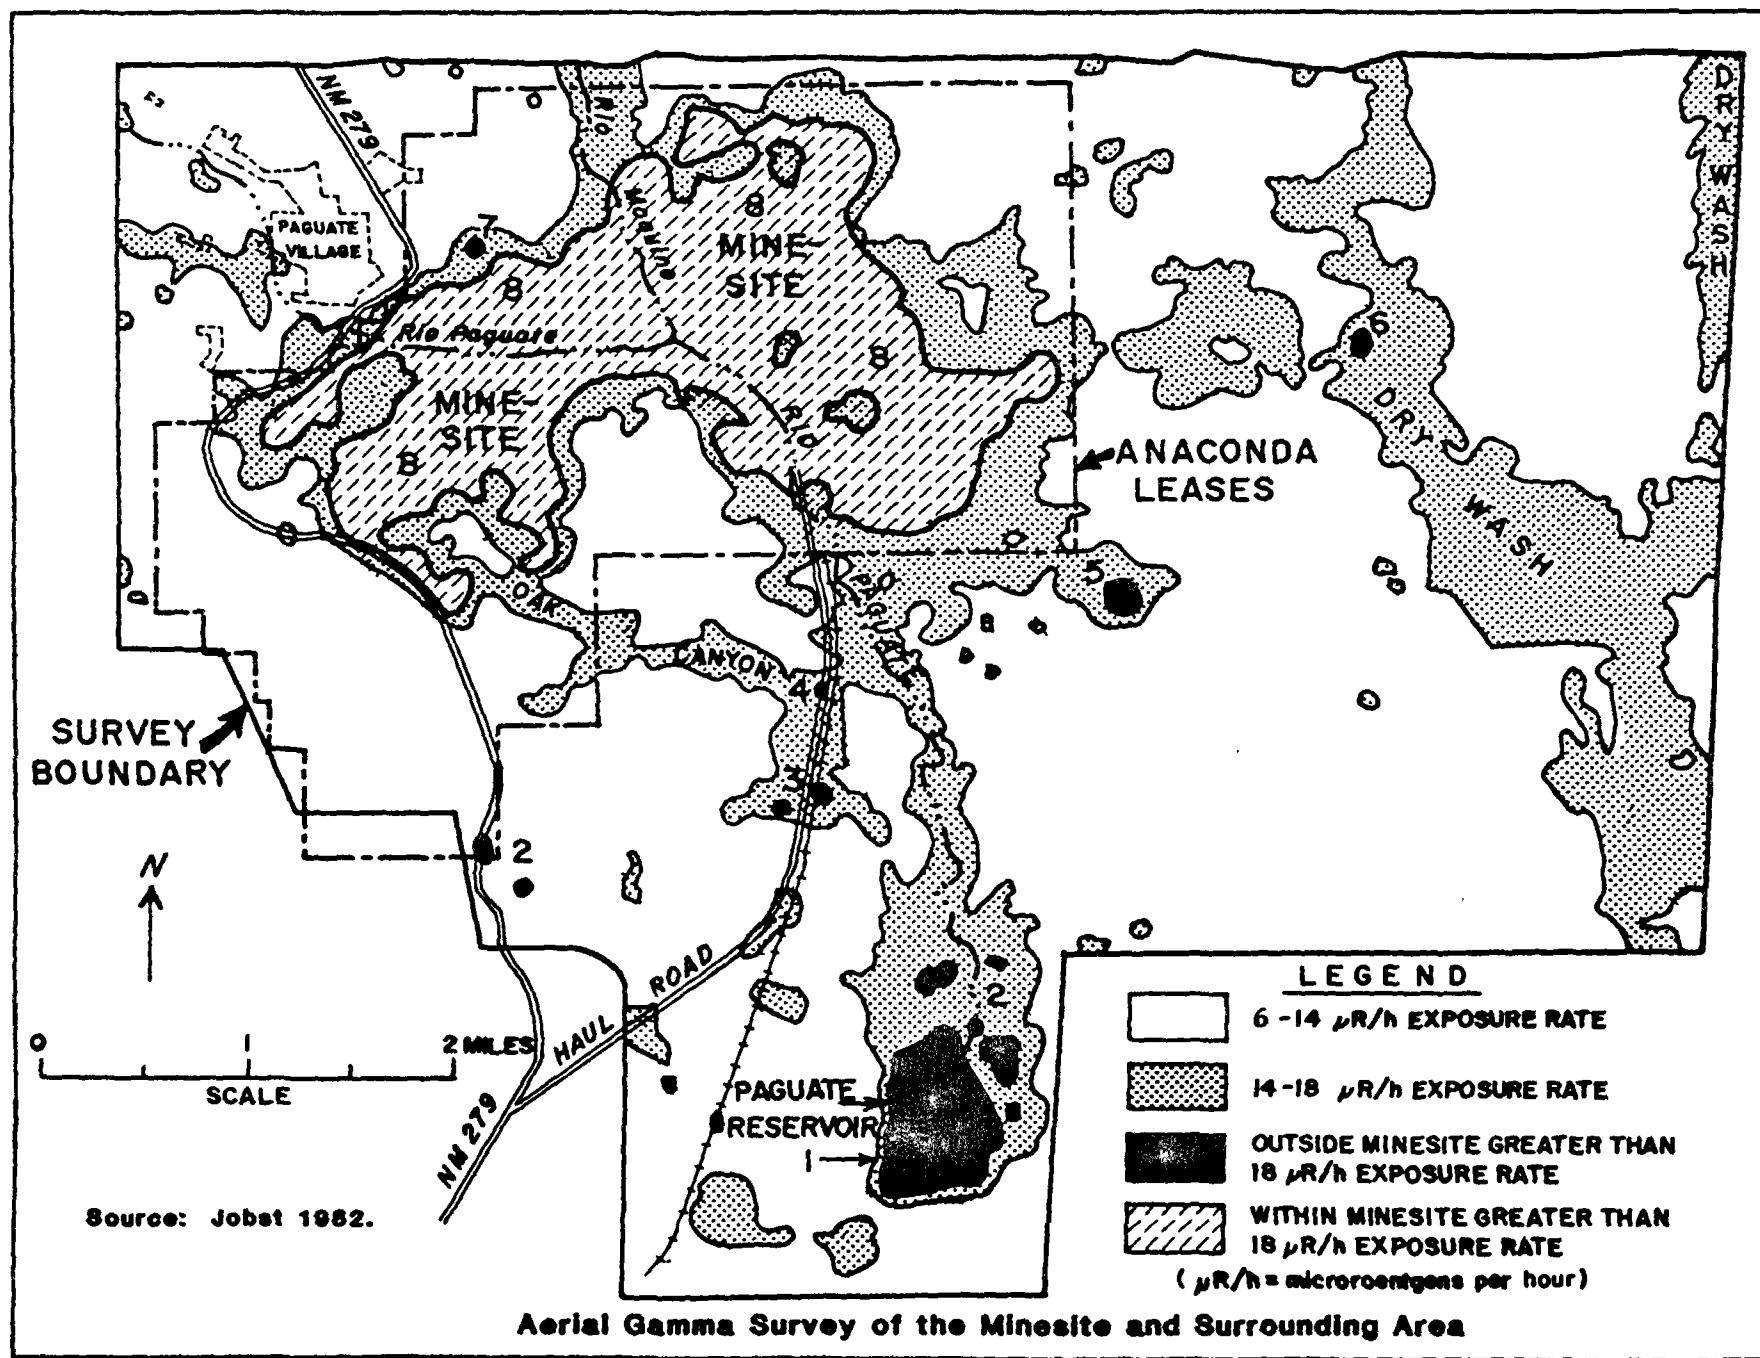 NM 279
RIO
DRY WASH
PAGUATE
VILLAGE
7
Moquino
8
MINE-
SITE
8
Rio Paguate
8
6
MINE-
SITE
8
RIO
DRY
WASH
ANACONDA
LEASES
5
OAK
CANYON
PAGUATE
4
SURVEY
BOUNDARY
3
2
N
HAUL ROAD
2
0 1 2 MILES
SCALE
NM 279
PAGUATE
RESERVOIR
1
LEGEND
6 -14 µR/h EXPOSURE RATE
14-18 µR/h EXPOSURE RATE
OUTSIDE MINESITE GREATER THAN
18 µR/h EXPOSURE RATE
WITHIN MINESITE GREATER THAN
18 µR/h EXPOSURE RATE
( µR/h = microroentgens per hour)
Source: Jobst 1982.
Aerial Gamma Survey of the Minesite and Surrounding Area